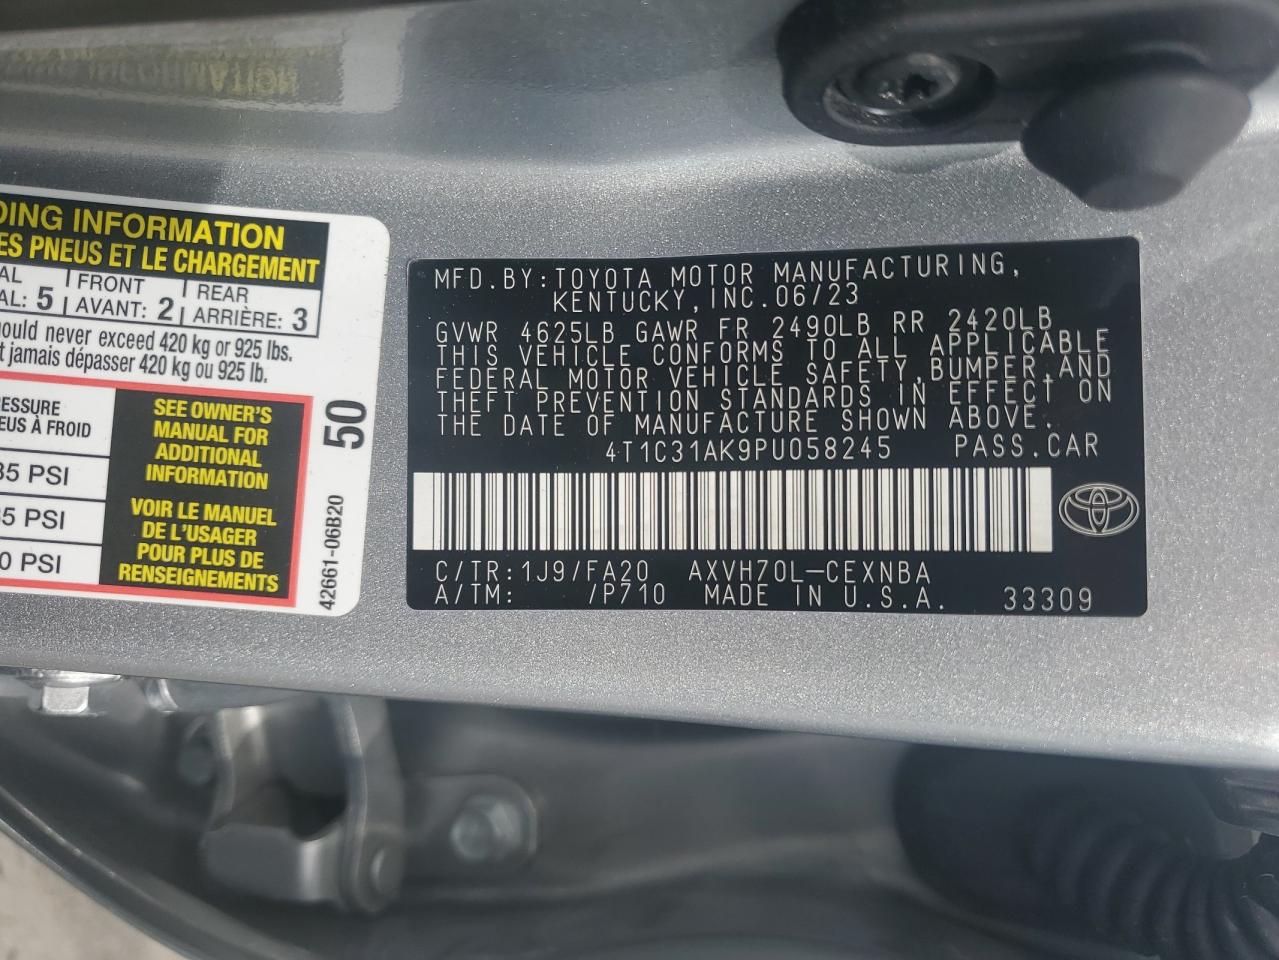 DING INFORMATION
ES PNEUS ET LE CHARGEMENT
AL FRONT REAR
AL: 5 AVANT: 2 ARRIÈRE: 3
ould never exceed 420 kg or 925 lbs.
t jamais dépasser 420 kg ou 925 lb.
ESSURE
EUS À FROID
35 PSI
35 PSI
0 PSI
SEE OWNER'S
MANUAL FOR
ADDITIONAL
INFORMATION
VOIR LE MANUEL
DE L'USAGER
POUR PLUS DE
RENSEIGNEMENTS
50
42661-06B20
MFD.BY:TOYOTA MOTOR MANUFACTURING,
KENTUCKY,INC.06/23
GVWR 4625LB GAWR FR 2490LB RR 2420LB
THIS VEHICLE CONFORMS TO ALL APPLICABLE
FEDERAL MOTOR VEHICLE SAFETY,BUMPER,AND
THEFT PREVENTION STANDARDS IN EFFECT ON
THE DATE OF MANUFACTURE SHOWN ABOVE.
4T1C31AK9PU058245 PASS.CAR
C/TR:1J9/FA20 AXVH70L-CEXNBA
A/TM: /P710 MADE IN U.S.A. 33309